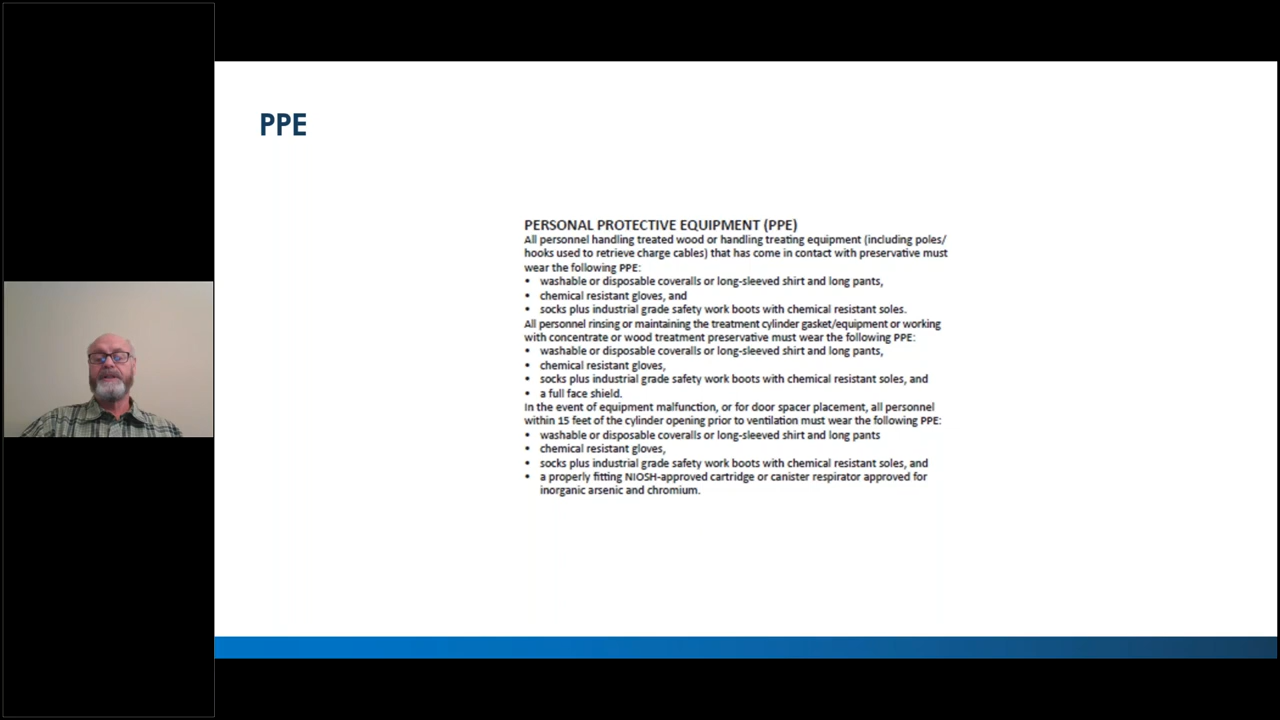 PPE
PERSONAL PROTECTIVE EQUIPMENT (PPE)
All personnel handling treated wood or handling treating equipment (including poles/
hooks used to retrieve charge cables) that has come in contact with preservative must
wear the following PPE:
• washable or disposable coveralls or long-sleeved shirt and long pants,
• chemical resistant gloves, and
• socks plus industrial grade safety work boots with chemical resistant soles.
All personnel rinsing or maintaining the treatment cylinder gasket/equipment or working
with concentrate or wood treatment preservative must wear the following PPE:
• washable or disposable coveralls or long-sleeved shirt and long pants,
• chemical resistant gloves,
• socks plus industrial grade safety work boots with chemical resistant soles, and
• a full face shield.
In the event of equipment malfunction, or for door spacer placement, all personnel
within 15 feet of the cylinder opening prior to ventilation must wear the following PPE:
• washable or disposable coveralls or long-sleeved shirt and long pants
• chemical resistant gloves,
• socks plus industrial grade safety work boots with chemical resistant soles, and
• a properly fitting NIOSH-approved cartridge or canister respirator approved for
inorganic arsenic and chromium.